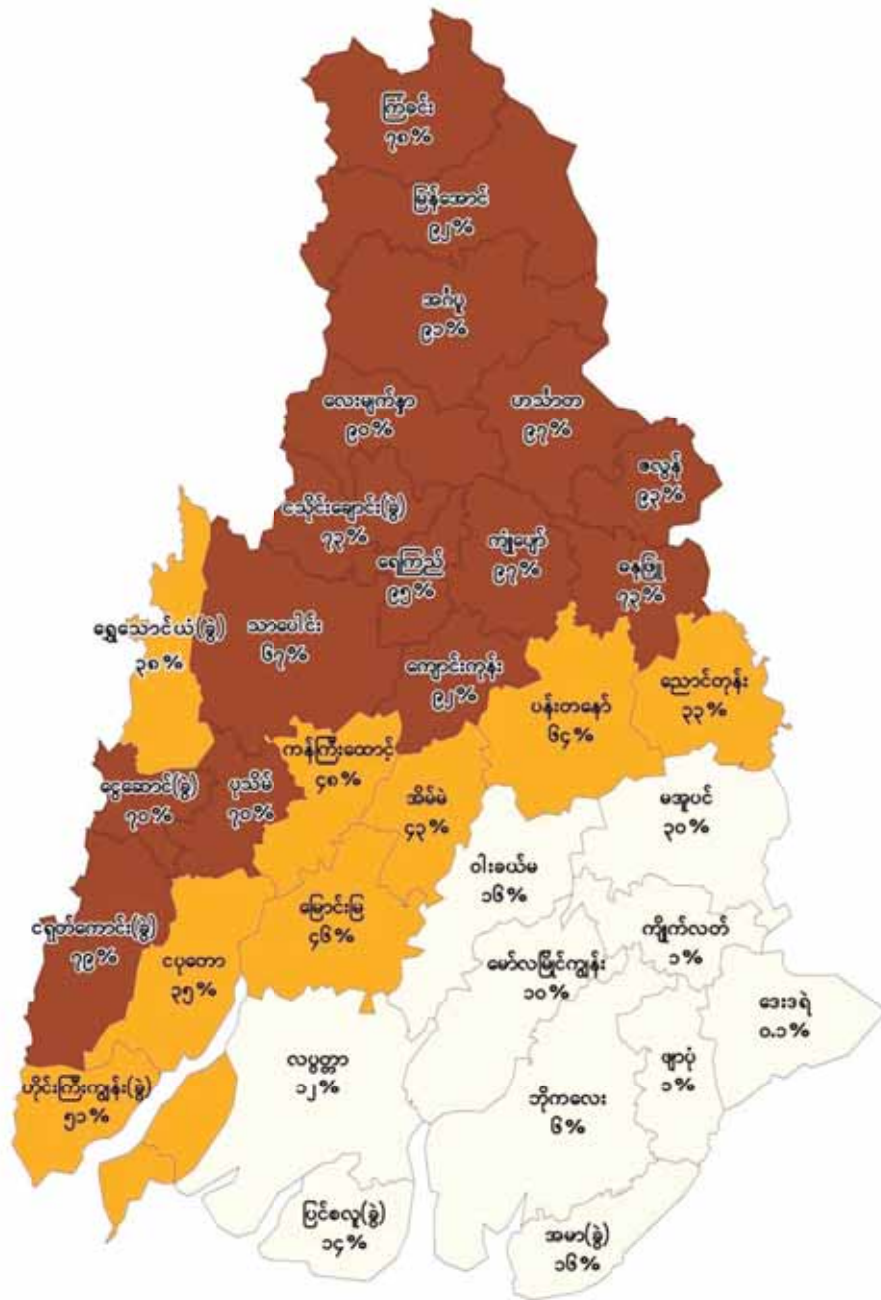 ကြံခင်း
၇၈%
မြန်အောင်
၉၂%
အင်္ဂပူ
၉၁%
လေးမျက်နှာ
၉၀%
ဟင်္သာတ
၉၇%
ဇလွန်
၉၃%
ငသိုင်းချောင်း(ခွဲ)
၇၃%
ရေကြည်
၉၅%
ကျုံပျော်
၉၇%
ဓနုဖြူ
၇၃%
ရွှေသောင်ယံ(ခွဲ)
၃၈%
သာပေါင်း
၆၇%
ကျောင်းကုန်း
၉၂%
ပန်းတနော်
၆၄%
ညောင်တုန်း
၃၃%
ကန်ကြီးထောင့်
၄၈%
ငွေဆောင်(ခွဲ)
၇၀%
ပုသိမ်
၇၀%
အိမ်မဲ
၄၃%
မအူပင်
၃၀%
ဝါးခယ်မ
၁၆%
မြောင်းမြ
၄၆%
ငရုတ်ကောင်း(ခွဲ)
၇၉%
ငပုတော
၃၅%
ကျိုက်လတ်
၁%
မော်လမြိုင်ကျွန်း
၁၀%
ဒေးဒရဲ
၀.၁%
လပွတ္တာ
၁၂%
ဖျာပုံ
၁%
ဘိုကလေး
၆%
ဟိုင်းကြီးကျွန်း(ခွဲ)
၅၁%
ပြင်စလူ(ခွဲ)
၁၄%
အမာ(ခွဲ)
၁၆%